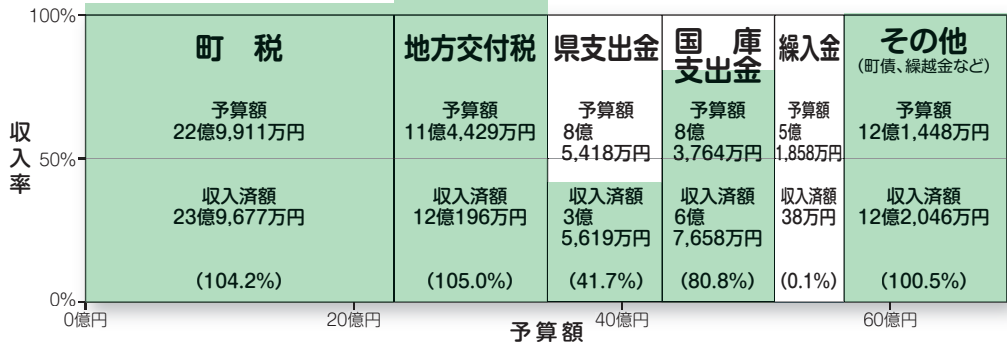 100%
50%
0%
収入率
町 税
予算額
22億9,911万円
収入済額
23億9,677万円
(104.2%)
地方交付税
予算額
11億4,429万円
収入済額
12億196万円
(105.0%)
県支出金
予算額
8億
5,418万円
収入済額
3億
5,619万円
(41.7%)
国 庫
支出金
予算額
8億
3,764万円
収入済額
6億
7,658万円
(80.8%)
繰入金
予算額
5億
1,858万円
収入済額
38万円
(0.1%)
その他
(町債、繰越金など)
予算額
12億1,448万円
収入済額
12億2,046万円
(100.5%)
0億円
20億円
40億円
60億円
予算額